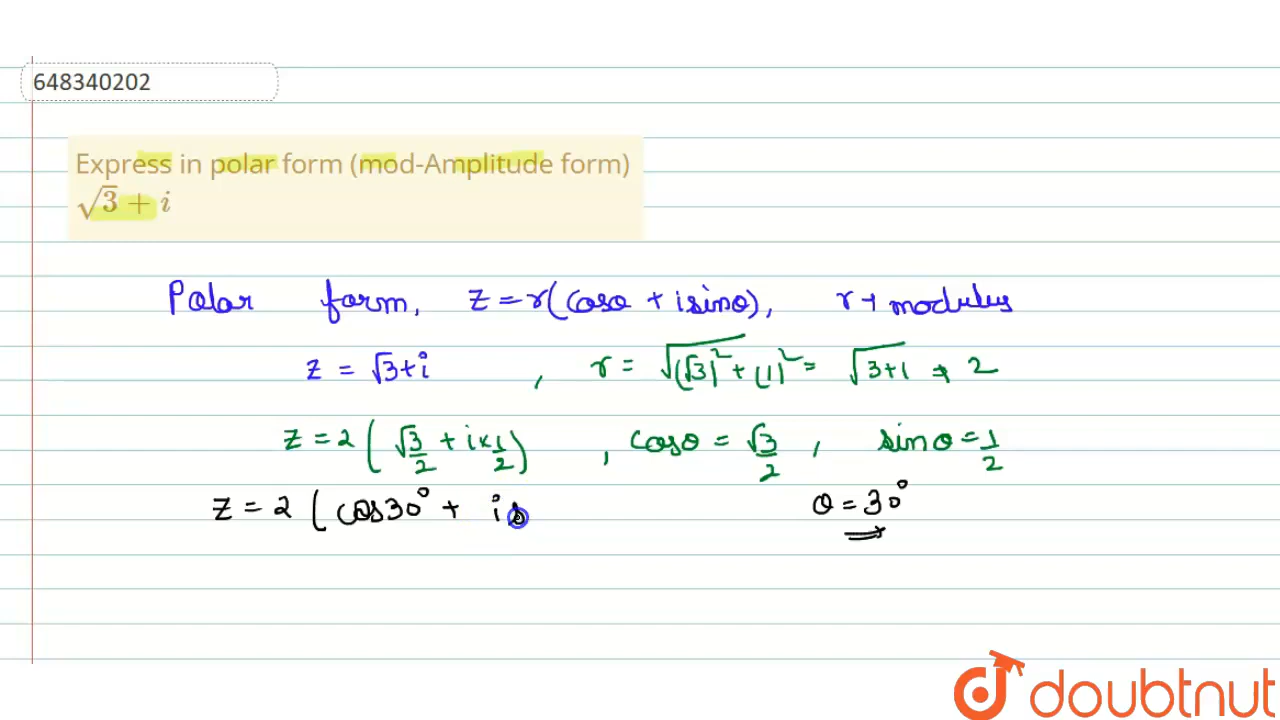 648340202
Express in polar form (mod-Amplitude form)
√3 + i
Polar form, z = r(cosθ + isinθ), r → modulus
z = √3+i , r = √((√3)² + (1)²) = √(3+1) → 2
z = 2 ( √3/2 + i×1/2 ) , cosθ = √3/2 , sinθ = 1/2
z = 2 ( cos30° + is θ = 30°
doubtnut